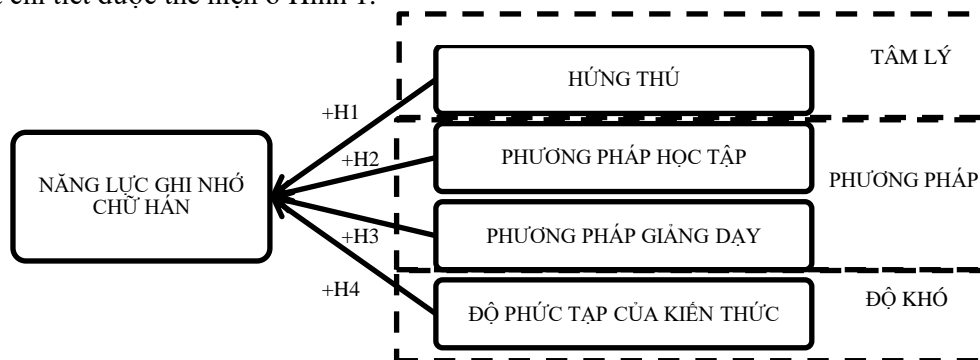 chi tiết được thể hiện ở Hình 1.
TÂM LÝ
HỨNG THÚ
+H1
+H2
PHƯƠNG PHÁP HỌC TẬP
NĂNG LỰC GHI NHỚ
CHỮ HÁN
PHƯƠNG PHÁP
+H3
PHƯƠNG PHÁP GIẢNG DẠY
+H4
ĐỘ KHÓ
ĐỘ PHỨC TẠP CỦA KIẾN THỨC